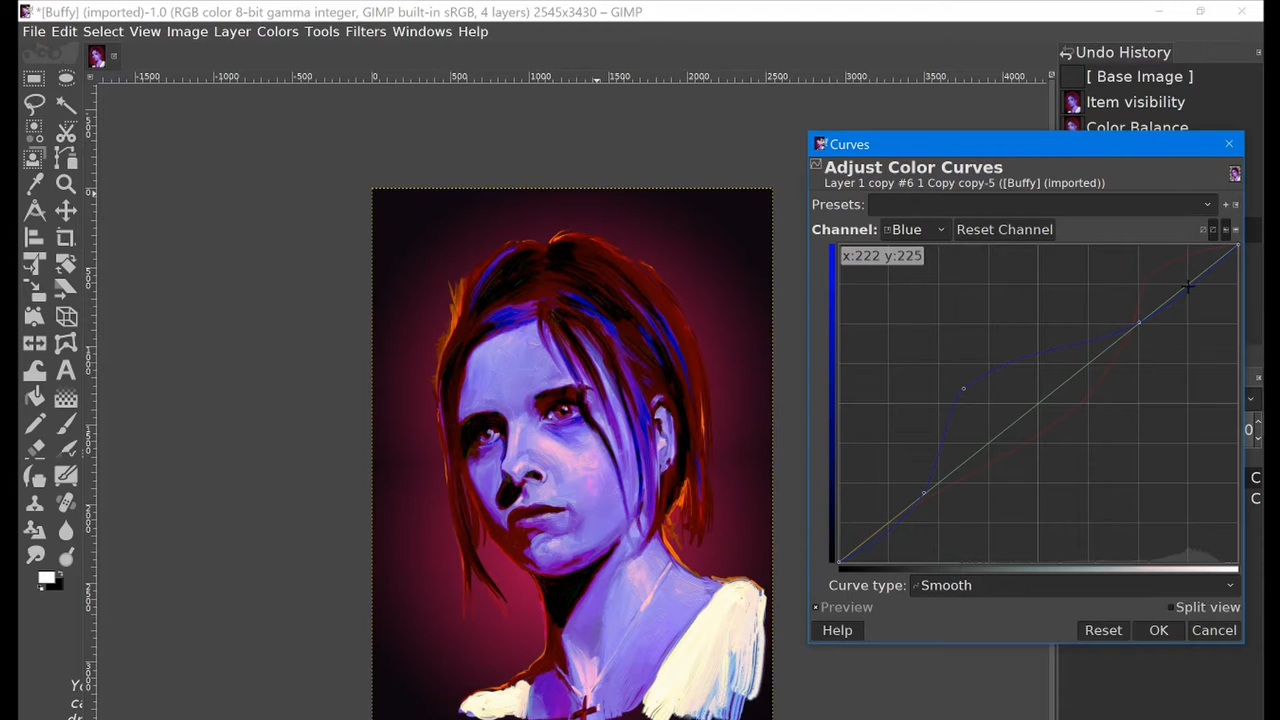 *[Buffy] (imported)-1.0 (RGB color 8-bit gamma integer, GIMP built-in sRGB, 4 layers) 2545x3430 – GIMP
File Edit Select View Image Layer Colors Tools Filters Windows Help
Undo History
-1500 -1000 -500 0 500 1000 1500 2000 2500 3000 3500 4000
[ Base Image ]
Item visibility
Color Balance
Curves
Adjust Color Curves
Layer 1 copy #6 1 Copy copy-5 ([Buffy] (imported))
Presets:
Channel: Blue Reset Channel
x:222 y:225
Curve type: Smooth
Preview Split view
Help Reset OK Cancel